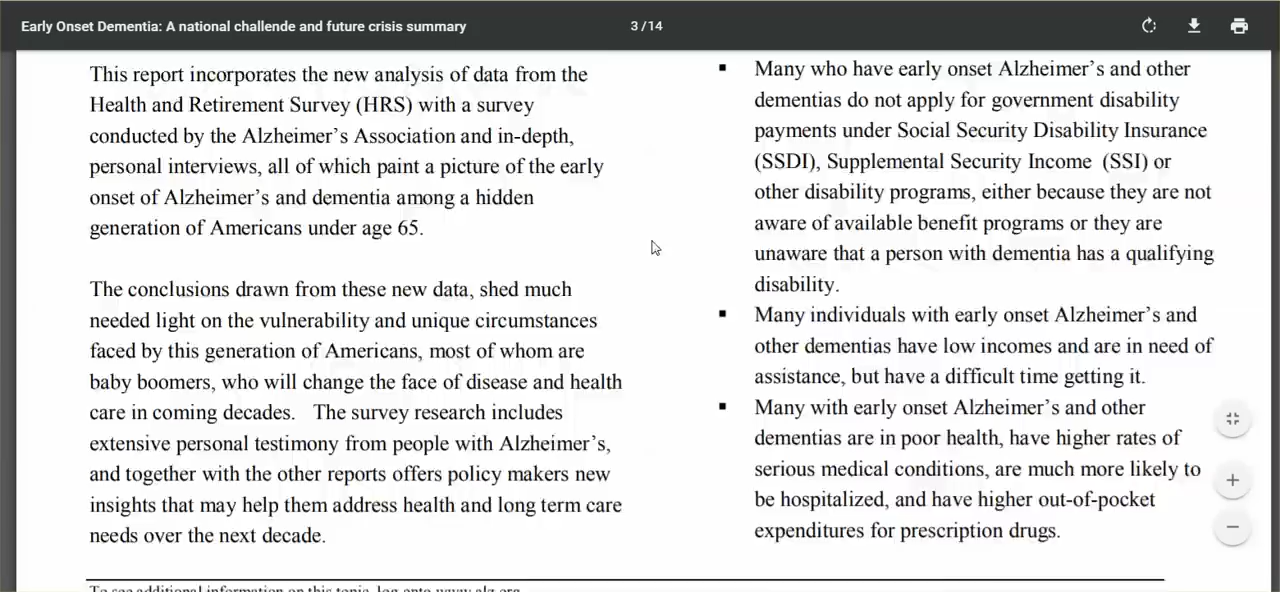 Early Onset Dementia: A national challende and future crisis summary
3 / 14
This report incorporates the new analysis of data from the
Health and Retirement Survey (HRS) with a survey
conducted by the Alzheimer's Association and in-depth,
personal interviews, all of which paint a picture of the early
onset of Alzheimer's and dementia among a hidden
generation of Americans under age 65.
The conclusions drawn from these new data, shed much
needed light on the vulnerability and unique circumstances
faced by this generation of Americans, most of whom are
baby boomers, who will change the face of disease and health
care in coming decades.   The survey research includes
extensive personal testimony from people with Alzheimer's,
and together with the other reports offers policy makers new
insights that may help them address health and long term care
needs over the next decade.
▪ Many who have early onset Alzheimer's and other
dementias do not apply for government disability
payments under Social Security Disability Insurance
(SSDI), Supplemental Security Income  (SSI) or
other disability programs, either because they are not
aware of available benefit programs or they are
unaware that a person with dementia has a qualifying
disability.
▪ Many individuals with early onset Alzheimer's and
other dementias have low incomes and are in need of
assistance, but have a difficult time getting it.
▪ Many with early onset Alzheimer's and other
dementias are in poor health, have higher rates of
serious medical conditions, are much more likely to
be hospitalized, and have higher out-of-pocket
expenditures for prescription drugs.
To see additional information on this topic, log onto www.alz.org